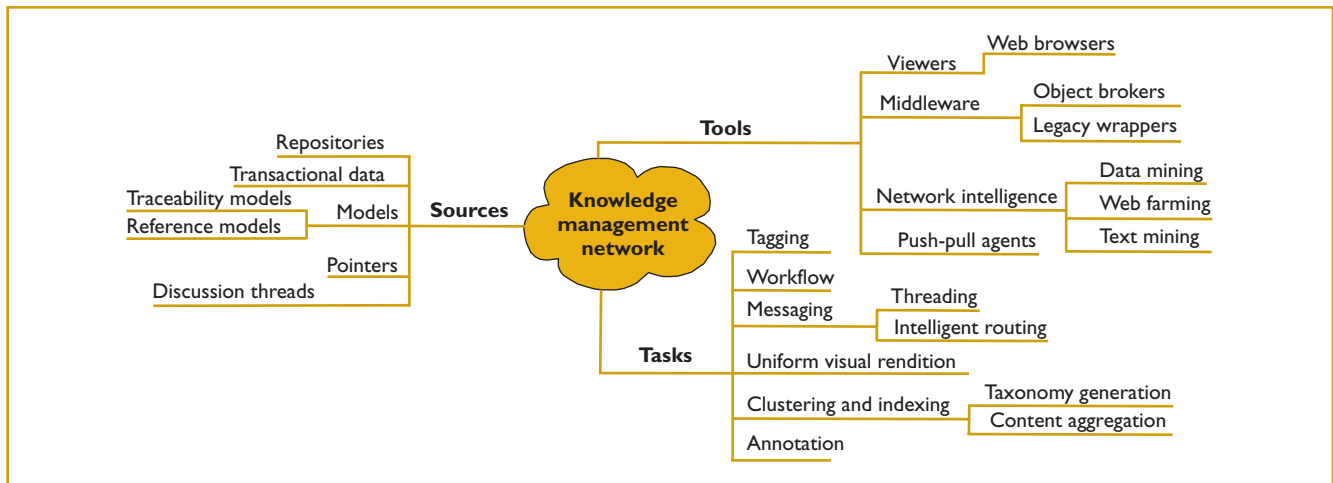 Knowledge
management
network
Sources
Repositories
Transactional data
Models
Traceability models
Reference models
Pointers
Discussion threads
Tools
Viewers
Web browsers
Middleware
Object brokers
Legacy wrappers
Network intelligence
Data mining
Web farming
Text mining
Push-pull agents
Tasks
Tagging
Workflow
Messaging
Threading
Intelligent routing
Uniform visual rendition
Clustering and indexing
Taxonomy generation
Content aggregation
Annotation